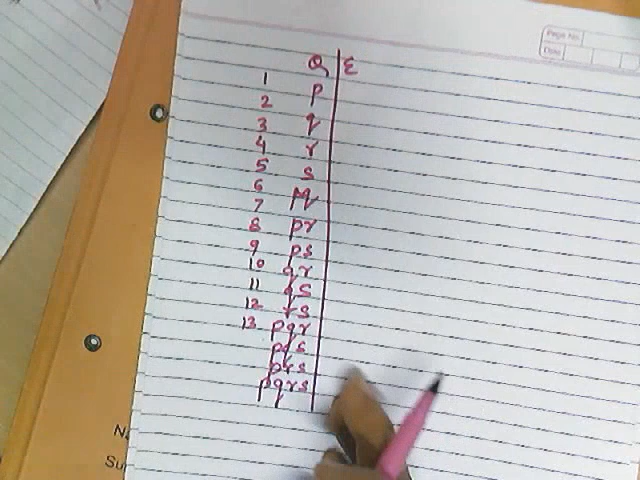 Page No.
Date
Q Σ
1
2 p
3 q
4 r
5 s
6 pq
7
8 pr
9 ps
10 qr
11 qs
12 rs
13 pqr
pqs
prs
pqrs